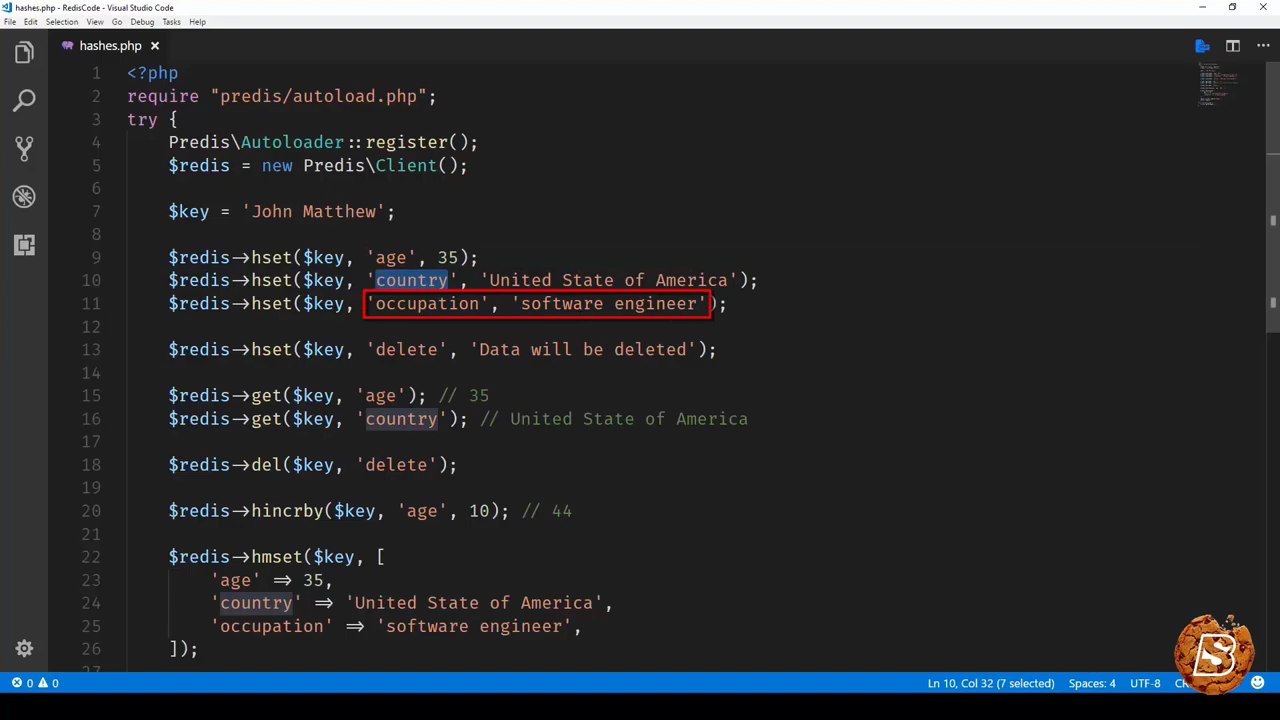 hashes.php - RedisCode - Visual Studio Code
File Edit Selection View Go Debug Tasks Help
hashes.php
1 <?php
2 require "predis/autoload.php";
3 try {
4 Predis\Autoloader::register();
5 $redis = new Predis\Client();
6
7 $key = 'John Matthew';
8
9 $redis->hset($key, 'age', 35);
10 $redis->hset($key, 'country', 'United State of America');
11 $redis->hset($key, 'occupation', 'software engineer');
12
13 $redis->hset($key, 'delete', 'Data will be deleted');
14
15 $redis->get($key, 'age'); // 35
16 $redis->get($key, 'country'); // United State of America
17
18 $redis->del($key, 'delete');
19
20 $redis->hincrby($key, 'age', 10); // 44
21
22 $redis->hmset($key, [
23 'age' => 35,
24 'country' => 'United State of America',
25 'occupation' => 'software engineer',
26 ]);
27
0 0 Ln 10, Col 32 (7 selected) Spaces: 4 UTF-8